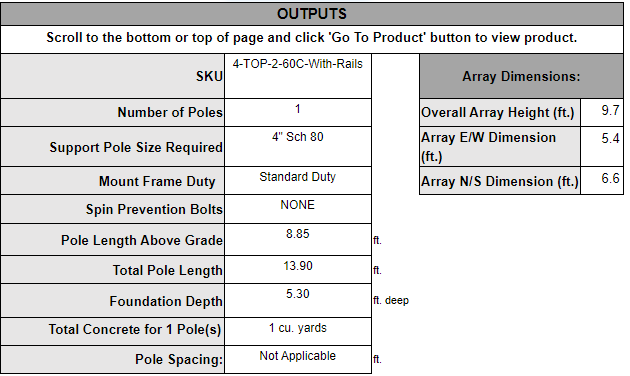 OUTPUTS
Scroll to the bottom or top of page and click 'Go To Product' button to view product.
SKU 4-TOP-2-60C-With-Rails
Number of Poles 1
Support Pole Size Required 4" Sch 80
Mount Frame Duty Standard Duty
Spin Prevention Bolts NONE
Pole Length Above Grade 8.85 ft.
Total Pole Length 13.90 ft.
Foundation Depth 5.30 ft. deep
Total Concrete for 1 Pole(s) 1 cu. yards
Pole Spacing: Not Applicable ft.
Array Dimensions:
Overall Array Height (ft.) 9.7
Array E/W Dimension
(ft.) 5.4
Array N/S Dimension (ft.) 6.6